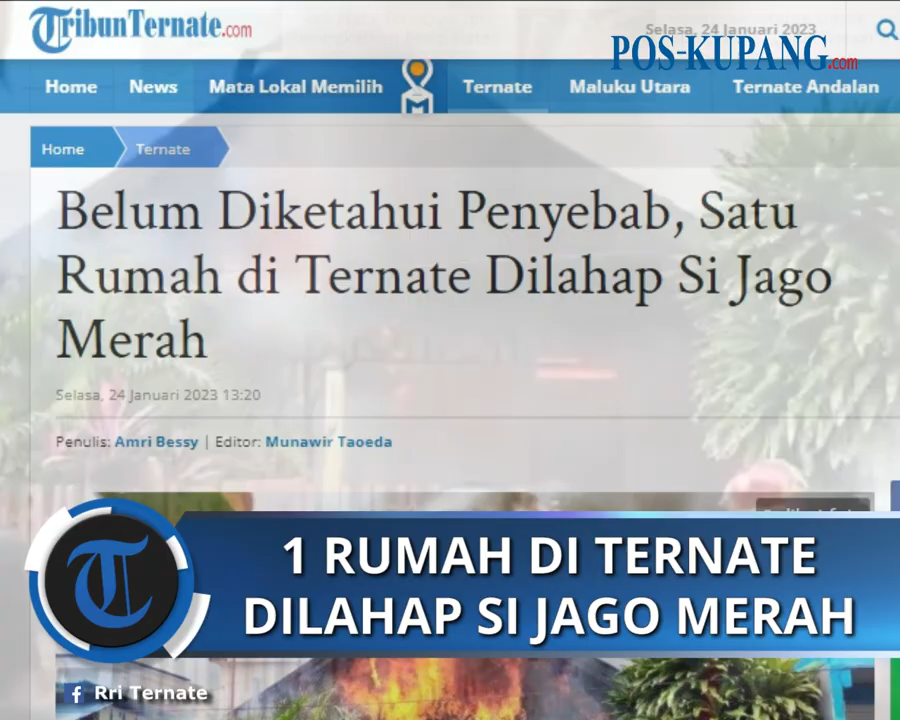 TribunTernate.com
Selasa, 24 Januari 2023
POS-KUPANG.com
Home News Mata Lokal Memilih Ternate Maluku Utara Ternate Andalan
Home Ternate
Belum Diketahui Penyebab, Satu
Rumah di Ternate Dilahap Si Jago
Merah
Selasa, 24 Januari 2023 13:20
Penulis: Amri Bessy | Editor: Munawir Taoeda
1 RUMAH DI TERNATE
DILAHAP SI JAGO MERAH
Rri Ternate